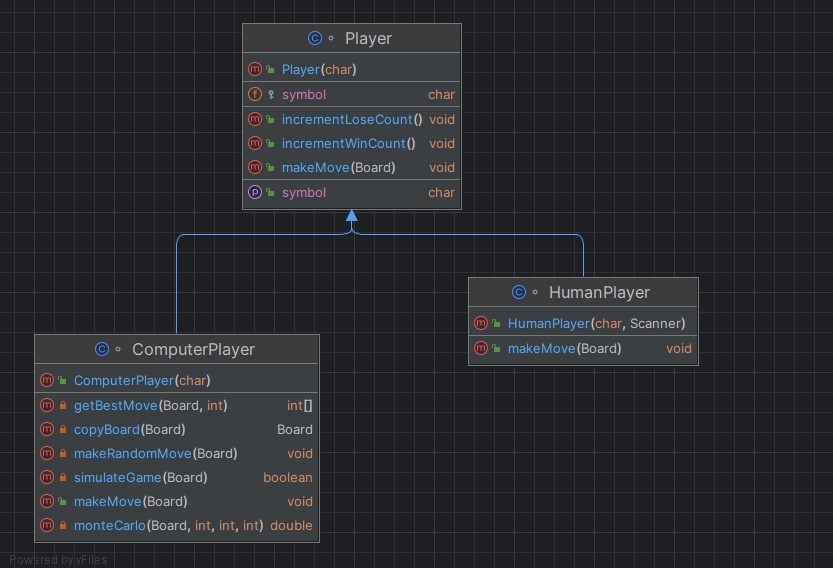 Player
Player(char)
symbol char
incrementLoseCount() void
incrementWinCount() void
makeMove(Board) void
symbol char
HumanPlayer
HumanPlayer(char, Scanner)
makeMove(Board) void
ComputerPlayer
ComputerPlayer(char)
getBestMove(Board, int) int[]
copyBoard(Board) Board
makeRandomMove(Board) void
simulateGame(Board) boolean
makeMove(Board) void
monteCarlo(Board, int, int, int) double
Powered by yFiles